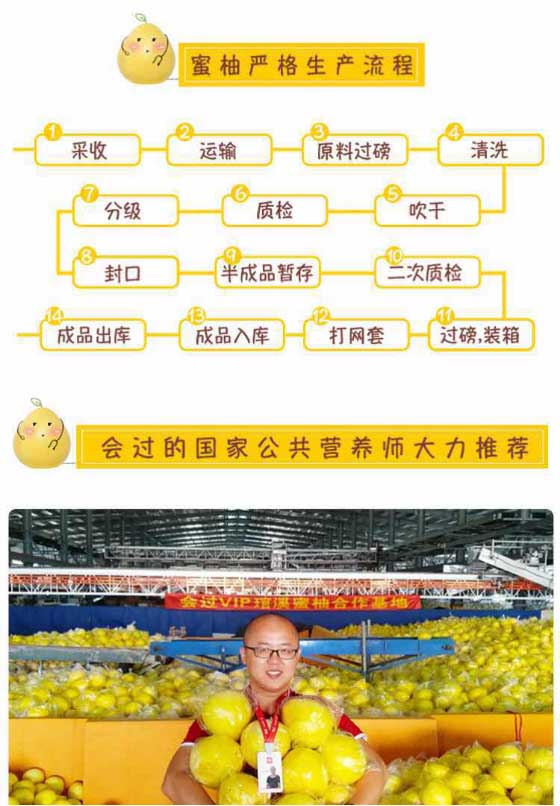 蜜柚严格生产流程
1 采收
2 运输
3 原料过磅
4 清洗
7 分级
6 质检
5 吹干
8 封口
9 半成品暂存
10 二次质检
14 成品出库
13 成品入库
12 打网套
11 过磅,装箱
会过的国家公共营养师大力推荐
会过VIP琯溪蜜柚合作基地